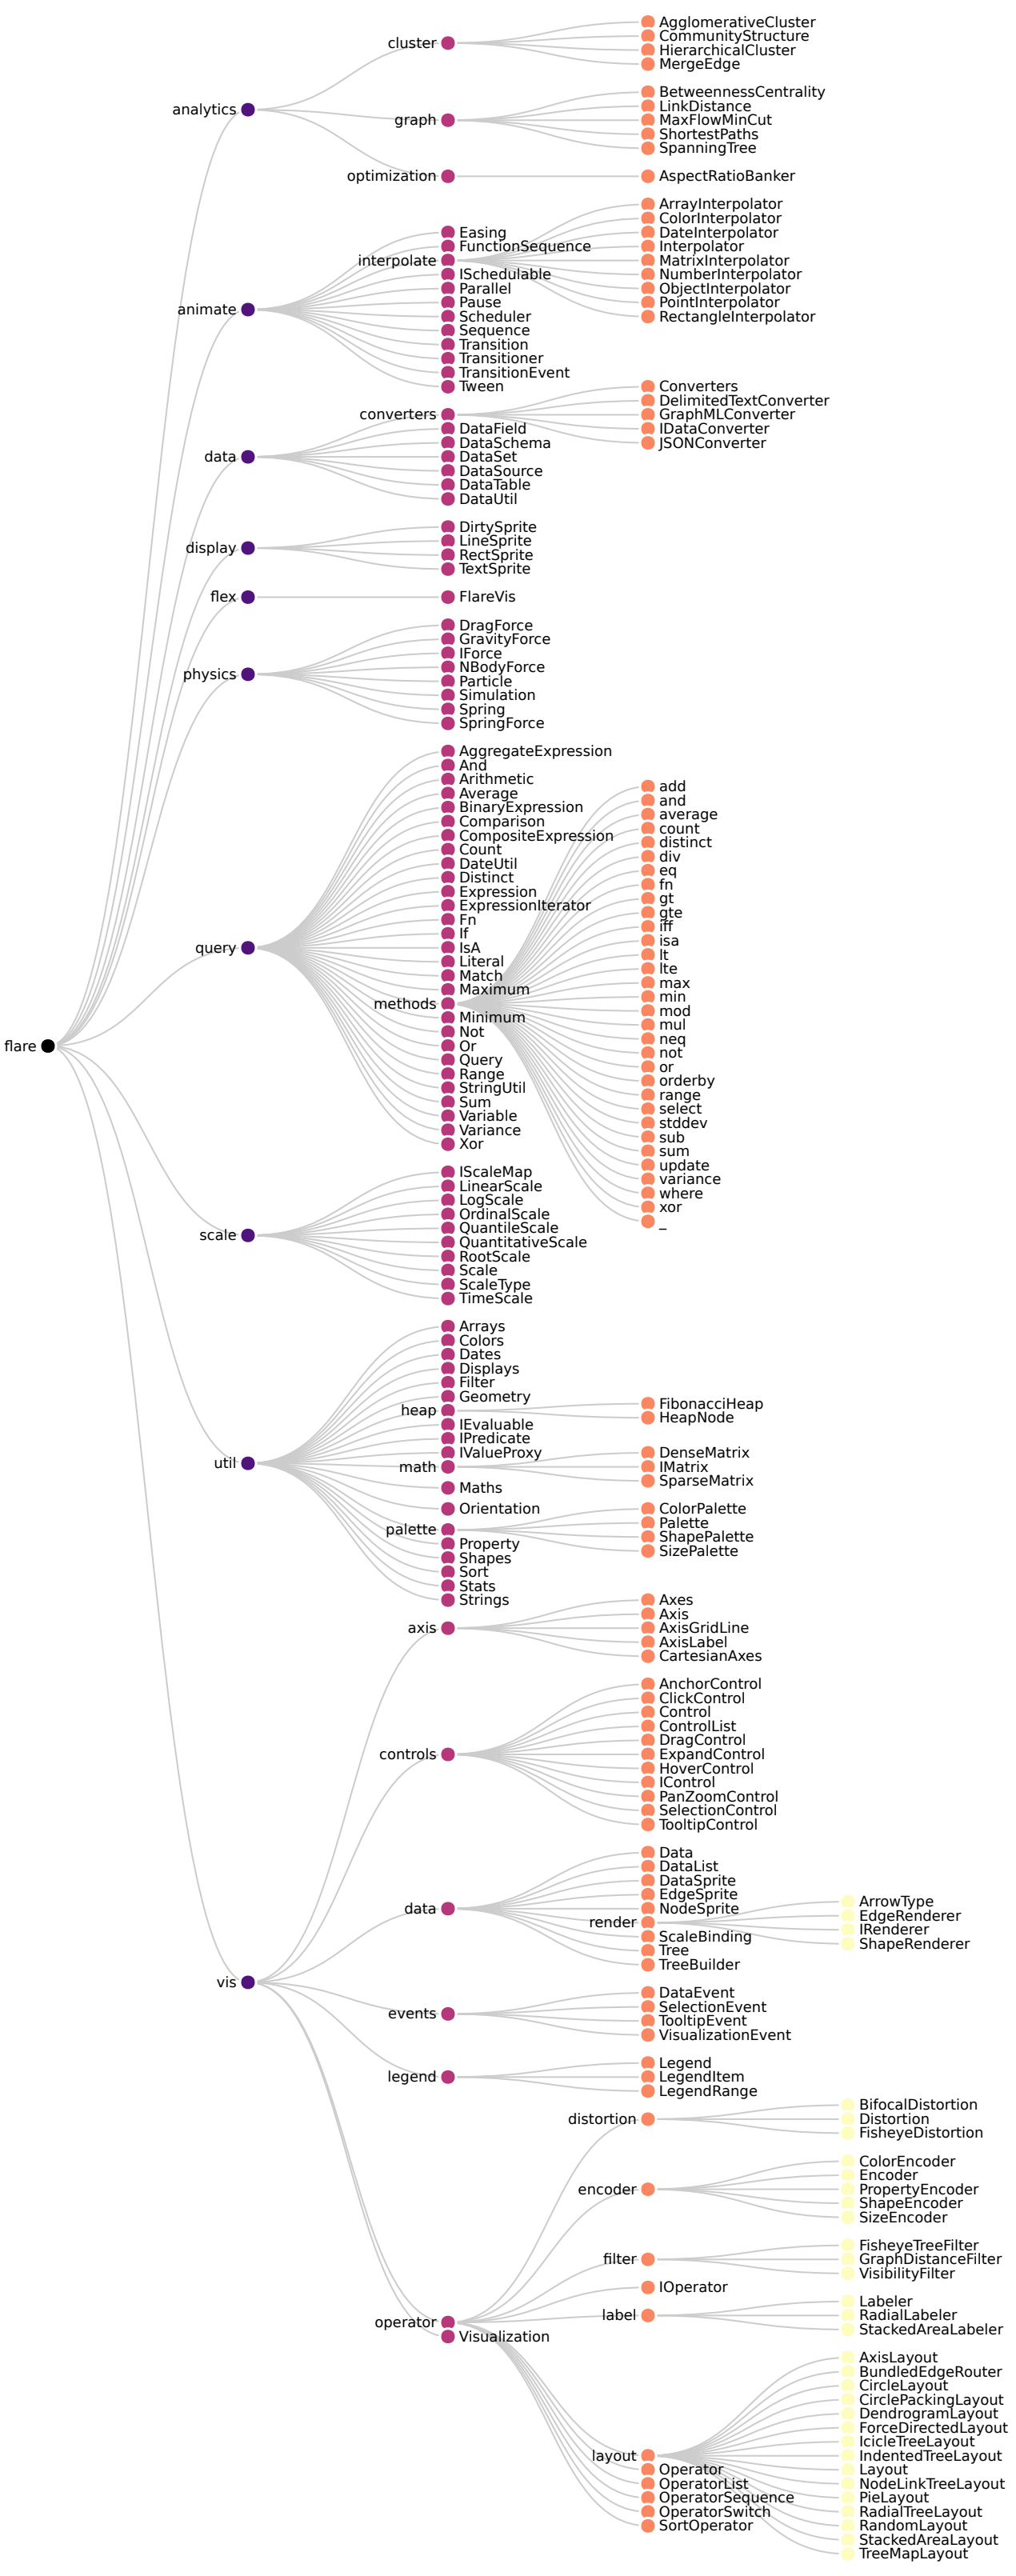 flare
analytics
cluster
AgglomerativeCluster
CommunityStructure
HierarchicalCluster
MergeEdge
graph
BetweennessCentrality
LinkDistance
MaxFlowMinCut
ShortestPaths
SpanningTree
optimization
AspectRatioBanker
animate
Easing
FunctionSequence
interpolate
ArrayInterpolator
ColorInterpolator
DateInterpolator
Interpolator
MatrixInterpolator
NumberInterpolator
ObjectInterpolator
PointInterpolator
RectangleInterpolator
ISchedulable
Parallel
Pause
Scheduler
Sequence
Transition
Transitioner
TransitionEvent
Tween
data
converters
Converters
DelimitedTextConverter
GraphMLConverter
IDataConverter
JSONConverter
DataField
DataSchema
DataSet
DataSource
DataTable
DataUtil
display
DirtySprite
LineSprite
RectSprite
TextSprite
flex
FlareVis
physics
DragForce
GravityForce
IForce
NBodyForce
Particle
Simulation
Spring
SpringForce
query
AggregateExpression
And
Arithmetic
Average
BinaryExpression
Comparison
CompositeExpression
Count
DateUtil
Distinct
Expression
ExpressionIterator
Fn
If
IsA
Literal
Match
Maximum
methods
add
and
average
count
distinct
div
eq
fn
gt
gte
iff
isa
lt
lte
max
min
mod
mul
neq
not
or
orderby
range
select
stddev
sub
sum
update
variance
where
xor
_
Minimum
Not
Or
Query
Range
StringUtil
Sum
Variable
Variance
Xor
scale
IScaleMap
LinearScale
LogScale
OrdinalScale
QuantileScale
QuantitativeScale
RootScale
Scale
ScaleType
TimeScale
util
Arrays
Colors
Dates
Displays
Filter
Geometry
heap
FibonacciHeap
HeapNode
IEvaluable
IPredicate
IValueProxy
math
DenseMatrix
IMatrix
SparseMatrix
Maths
Orientation
palette
ColorPalette
Palette
ShapePalette
SizePalette
Property
Shapes
Sort
Stats
Strings
vis
axis
Axes
Axis
AxisGridLine
AxisLabel
CartesianAxes
controls
AnchorControl
ClickControl
Control
ControlList
DragControl
ExpandControl
HoverControl
IControl
PanZoomControl
SelectionControl
TooltipControl
data
Data
DataList
DataSprite
EdgeSprite
NodeSprite
render
ArrowType
EdgeRenderer
IRenderer
ShapeRenderer
ScaleBinding
Tree
TreeBuilder
events
DataEvent
SelectionEvent
TooltipEvent
VisualizationEvent
legend
Legend
LegendItem
LegendRange
operator
distortion
BifocalDistortion
Distortion
FisheyeDistortion
encoder
ColorEncoder
Encoder
PropertyEncoder
ShapeEncoder
SizeEncoder
filter
FisheyeTreeFilter
GraphDistanceFilter
VisibilityFilter
IOperator
label
Labeler
RadialLabeler
StackedAreaLabeler
layout
AxisLayout
BundledEdgeRouter
CircleLayout
CirclePackingLayout
DendrogramLayout
ForceDirectedLayout
IcicleTreeLayout
IndentedTreeLayout
Layout
NodeLinkTreeLayout
PieLayout
RadialTreeLayout
RandomLayout
StackedAreaLayout
TreeMapLayout
Operator
OperatorList
OperatorSequence
OperatorSwitch
SortOperator
Visualization